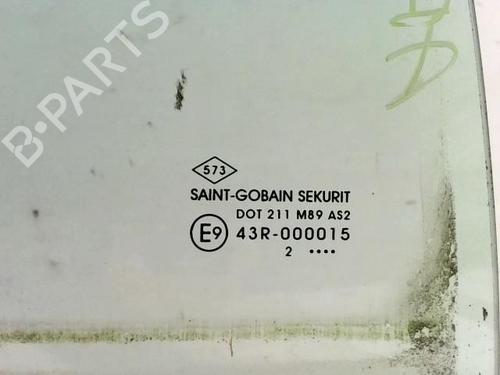 B-PARTS
573
SAINT-GOBAIN SEKURIT
DOT 211 M89 AS2
E9 43R-000015
2 ••••